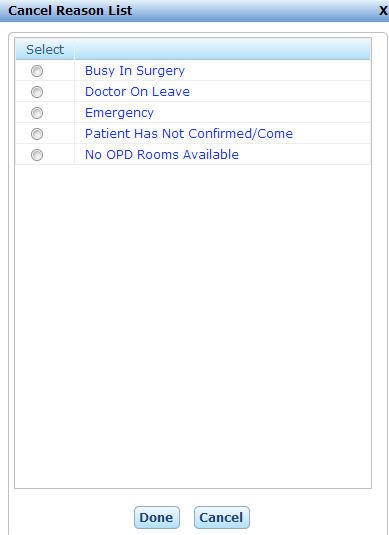 Cancel Reason List X
Select
Busy In Surgery
Doctor On Leave
Emergency
Patient Has Not Confirmed/Come
No OPD Rooms Available
Done Cancel